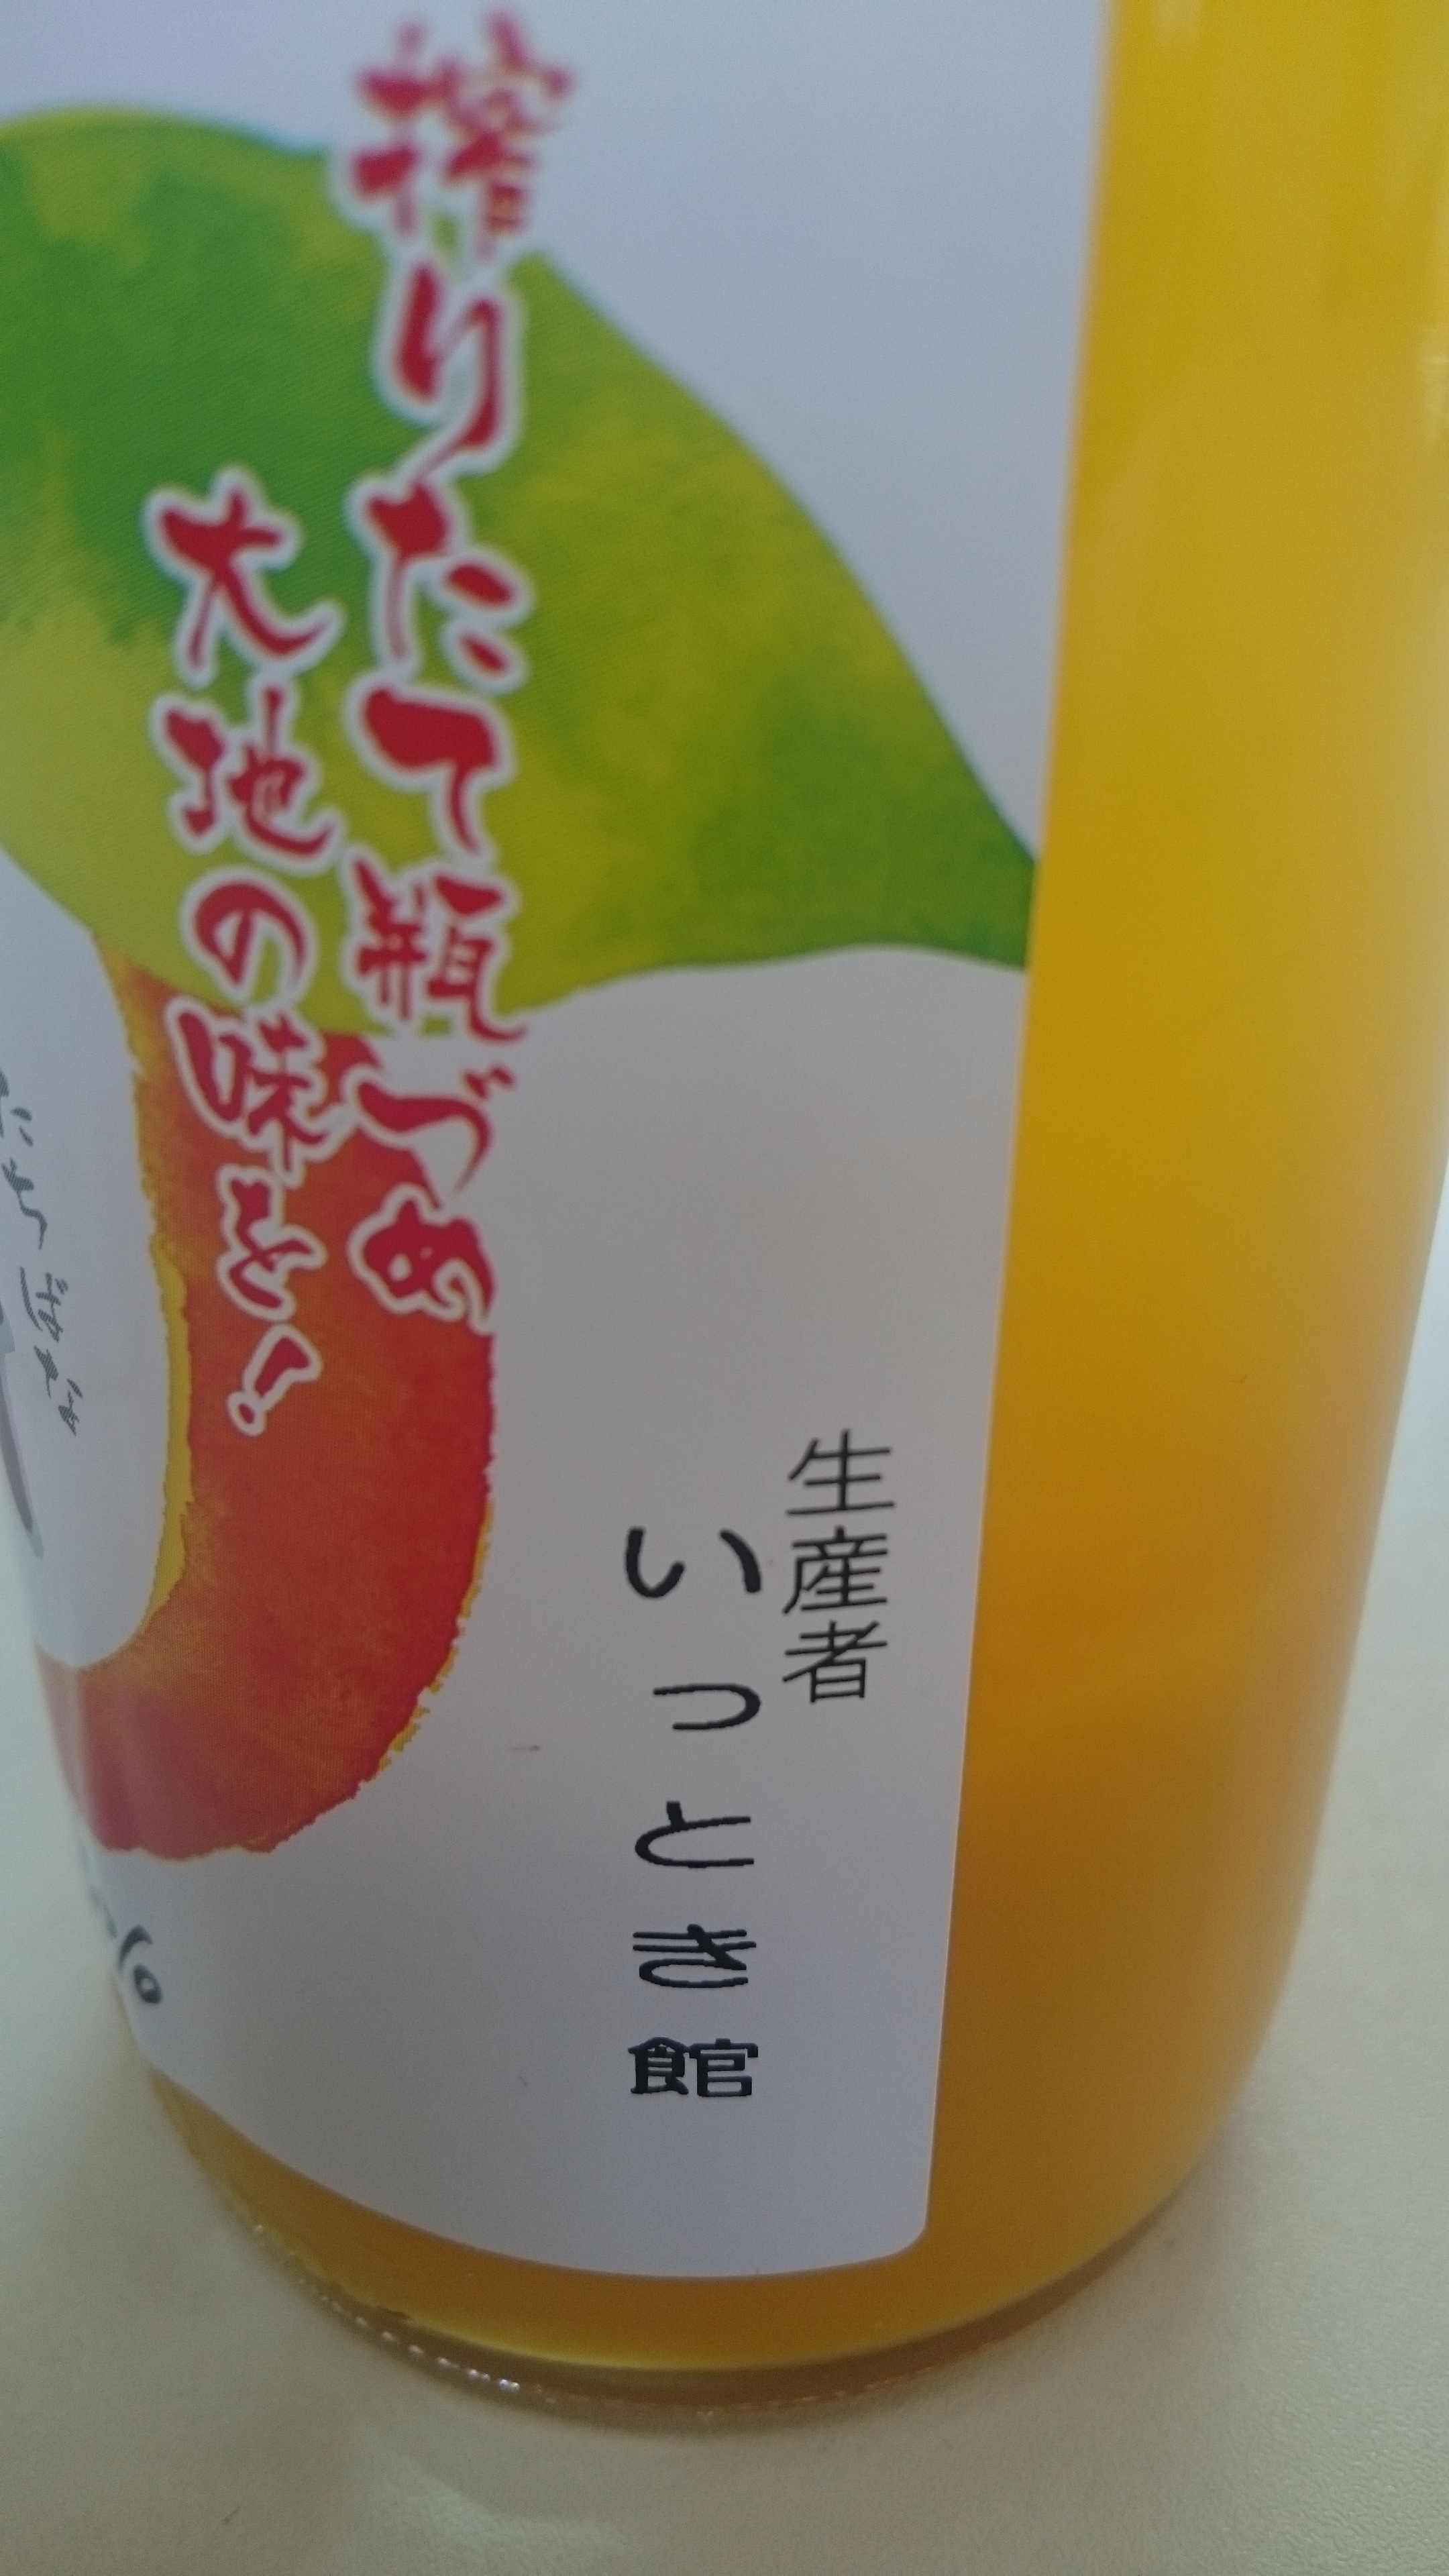 搾りたて瓶づめ
大地の味を!
生産者
いっとき館